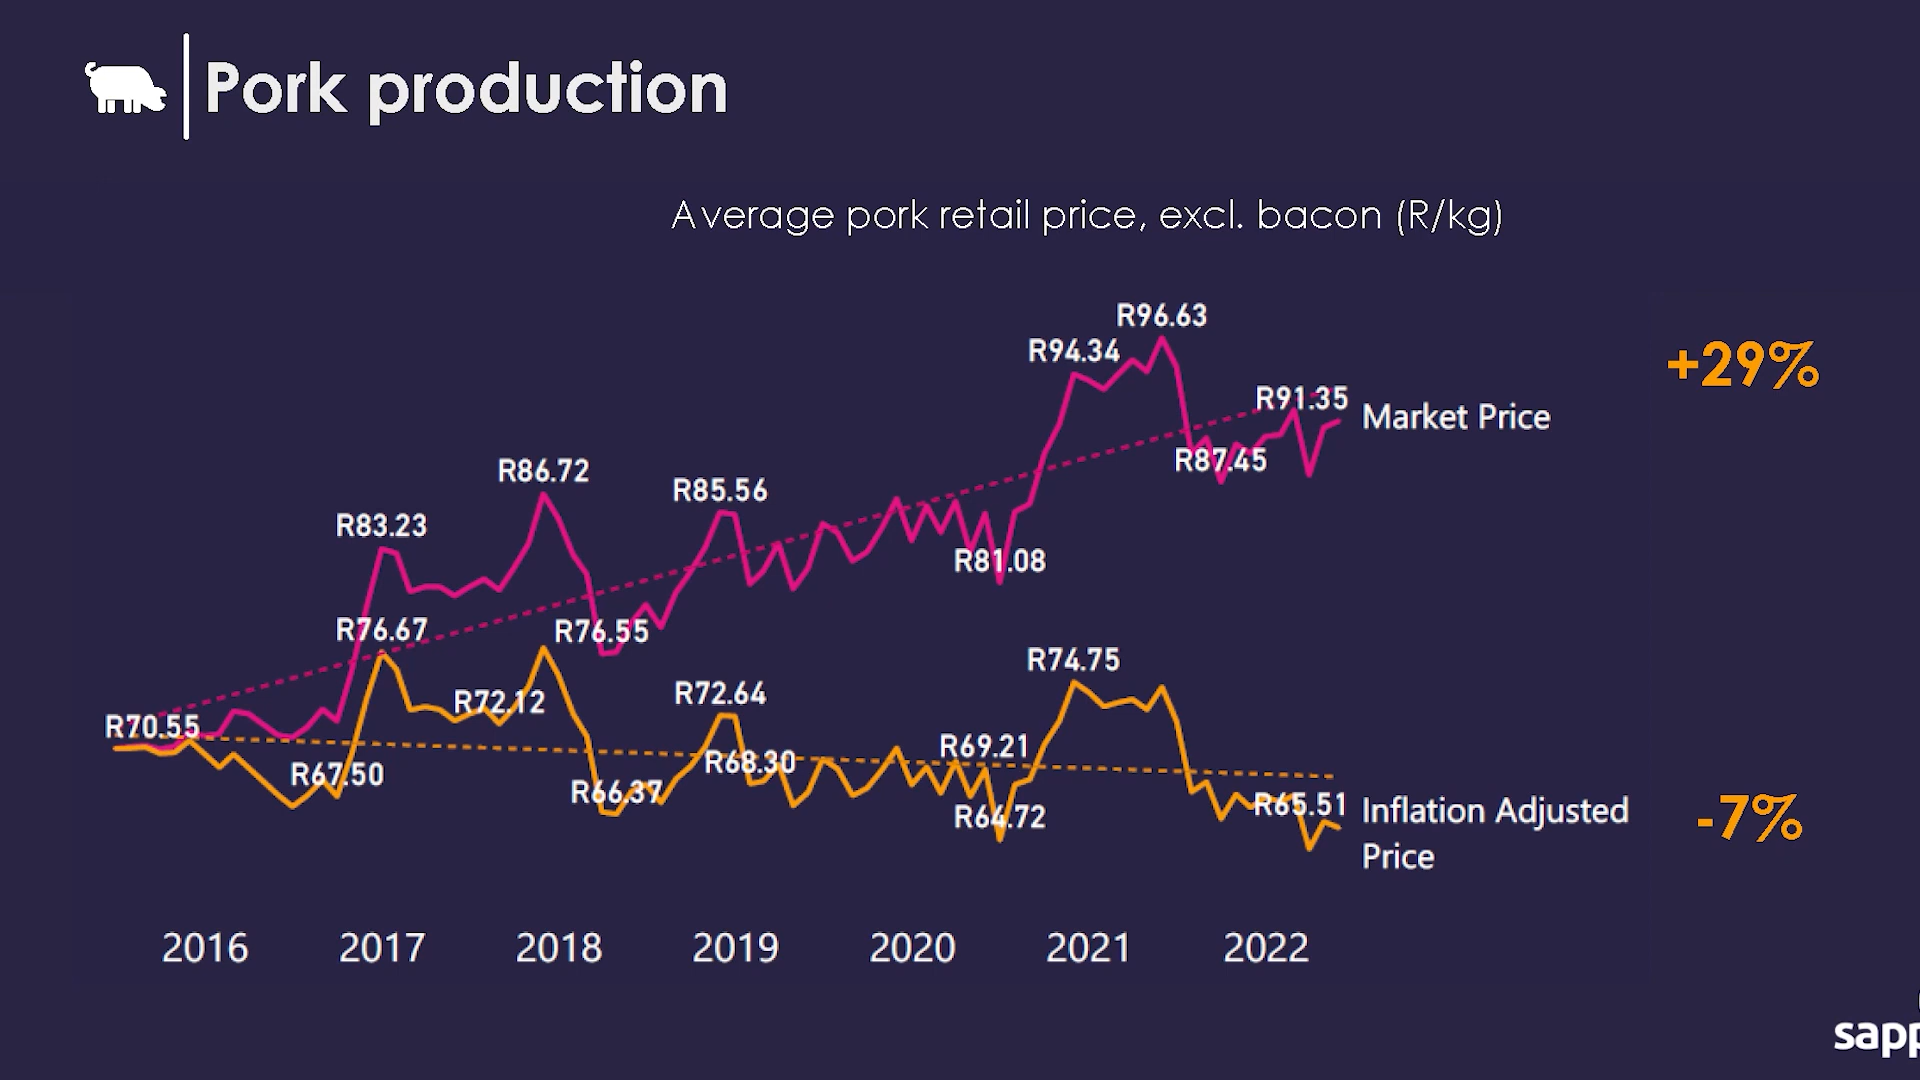 Pork production
Average pork retail price, excl. bacon (R/kg)
R96.63
R94.34
+29%
R91.35
Market Price
R87.45
R86.72
R85.56
R83.23
R81.08
R76.67
R76.55
R74.75
R72.12
R72.64
R70.55
R69.21
R67.50
R68.30
R66.37
R64.72
R65.51
Inflation Adjusted
Price
-7%
2016 2017 2018 2019 2020 2021 2022